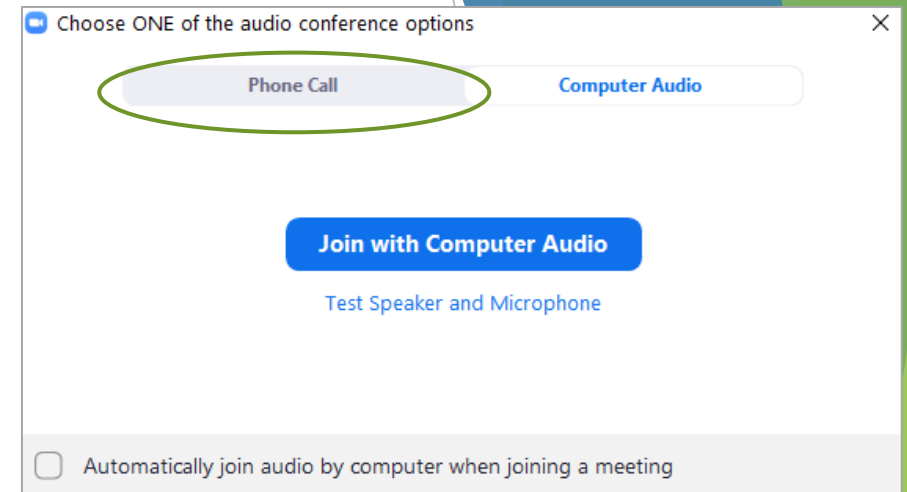 Choose ONE of the audio conference options
Phone Call
Computer Audio
Join with Computer Audio
Test Speaker and Microphone
Automatically join audio by computer when joining a meeting